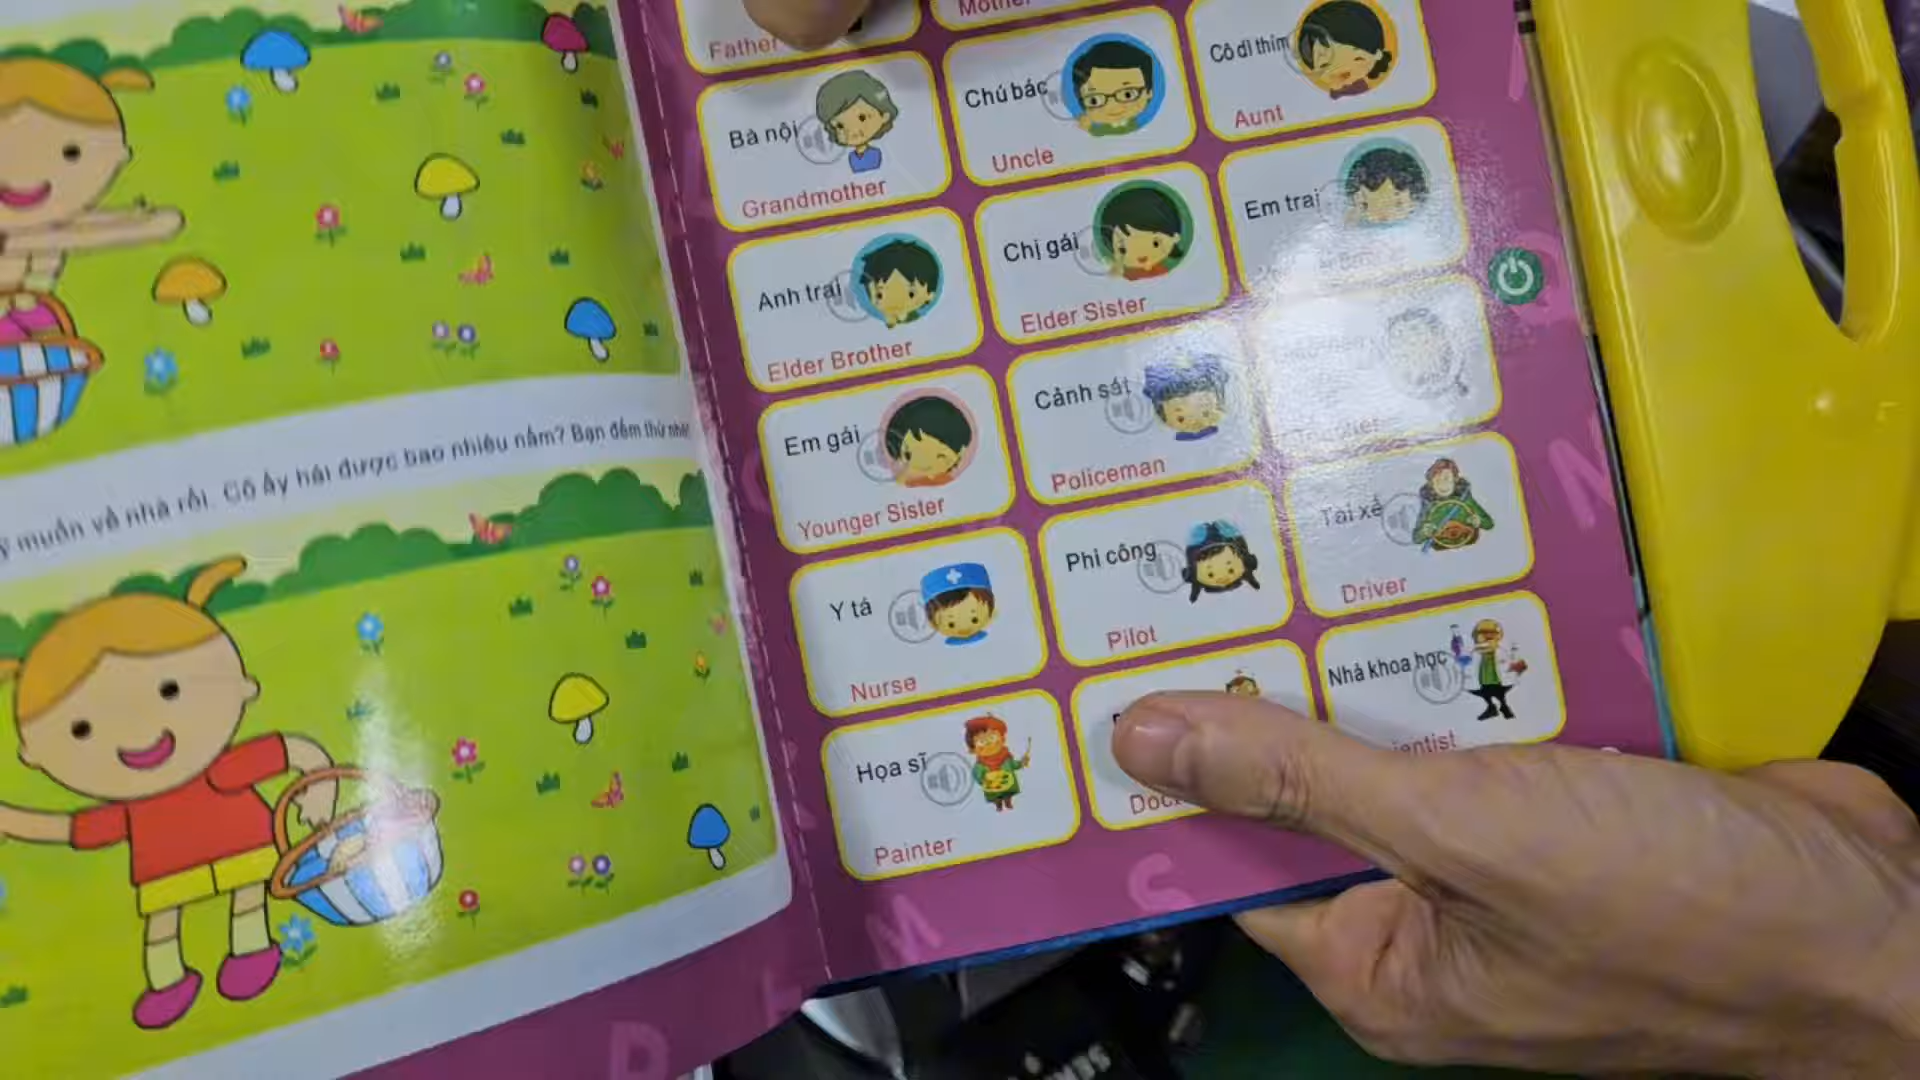 Father
Mother
Bà nội
Grandmother
Chú bác
Uncle
Cô dì thím
Aunt
Anh trai
Elder Brother
Chị gái
Elder Sister
Em trai
Em gái
Younger Sister
Cảnh sát
Policeman
Y tá
Nurse
Phi công
Pilot
Tài xế
Driver
Họa sĩ
Painter
Nhà khoa học
muốn về nhà rồi. Cô ấy hái được bao nhiêu nấm? Bạn đếm thử